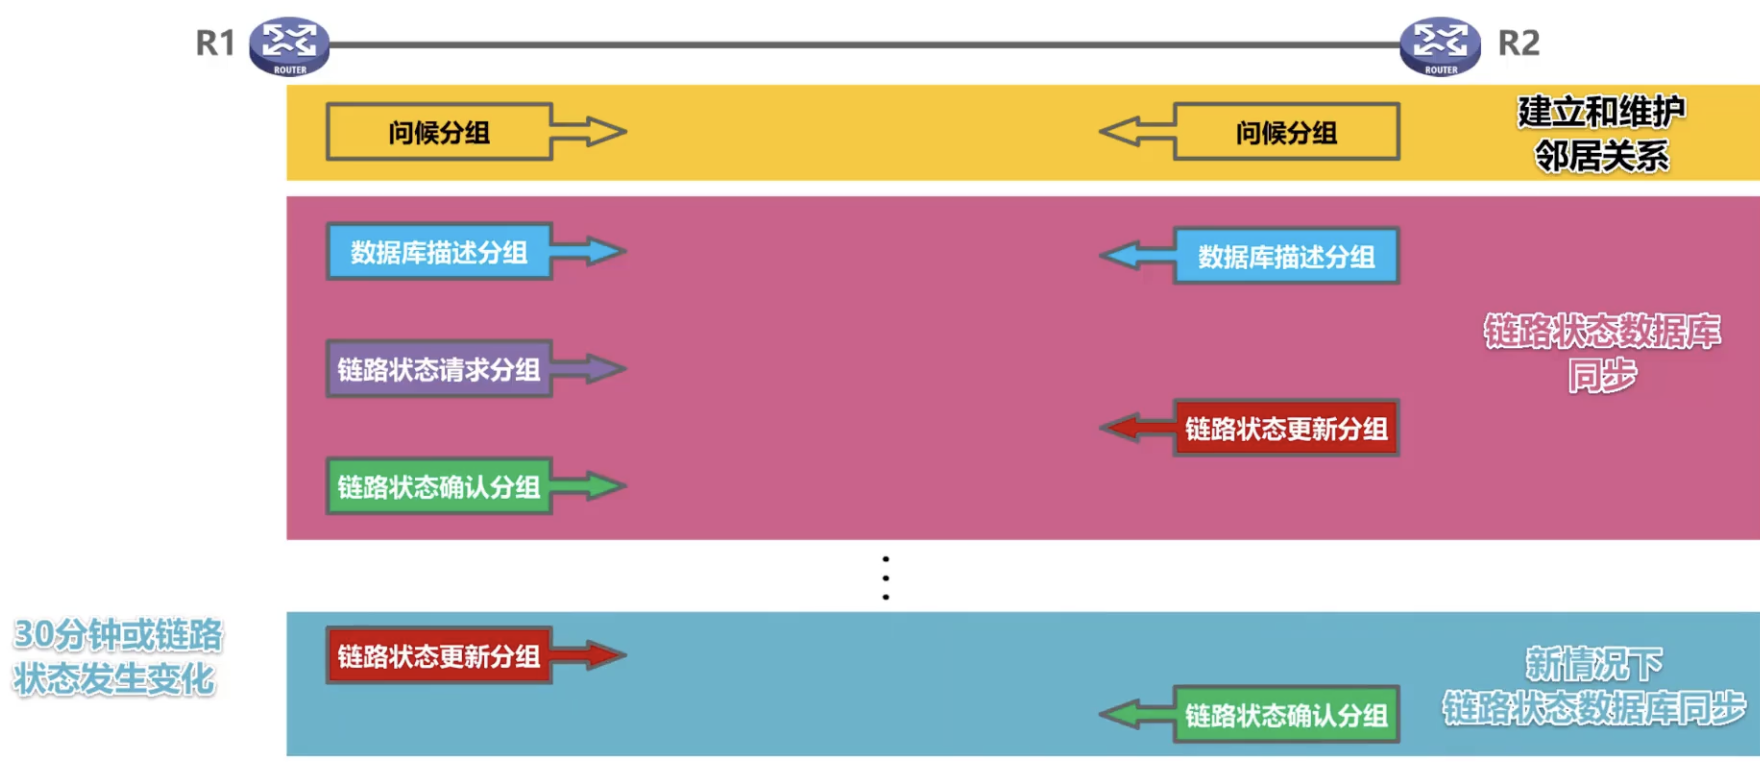 R1
ROUTER
ROUTER
R2
问候分组
问候分组
建立和维护
邻居关系
数据库描述分组
数据库描述分组
链路状态数据库
同步
链路状态请求分组
链路状态更新分组
链路状态确认分组
30分钟或链路
状态发生变化
链路状态更新分组
新情况下
链路状态数据库同步
链路状态确认分组